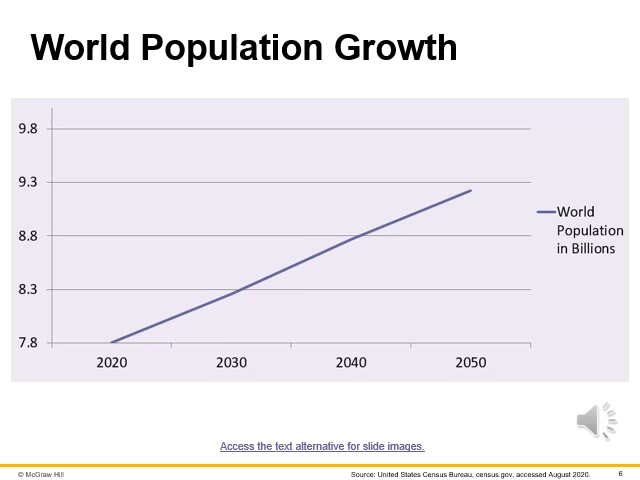 World Population Growth
9.8
9.3
8.8
8.3
7.8
2020 2030 2040 2050
World
Population
in Billions
Access the text alternative for slide images.
© McGraw Hill
Source: United States Census Bureau, census.gov, accessed August 2020.
6